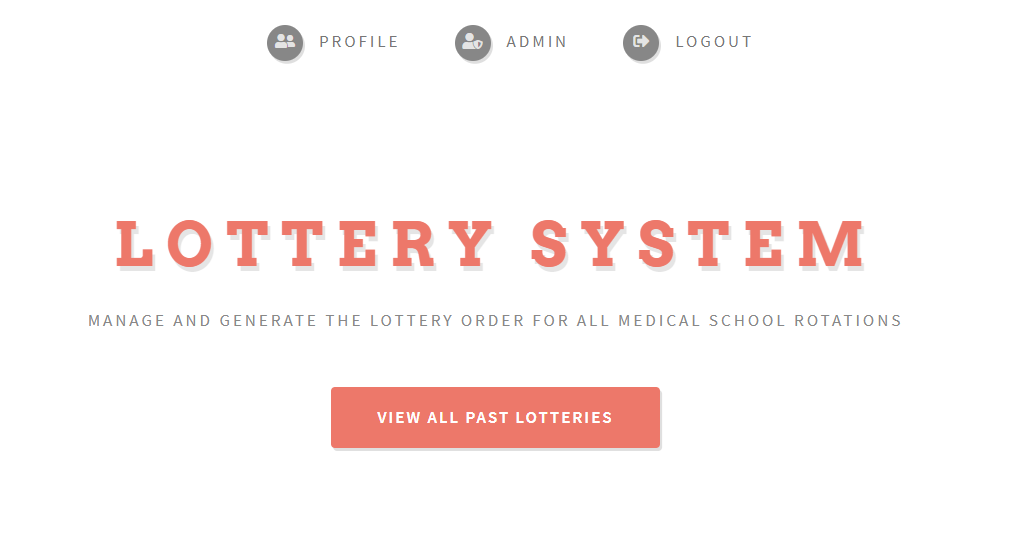 PROFILE ADMIN LOGOUT
LOTTERY SYSTEM
MANAGE AND GENERATE THE LOTTERY ORDER FOR ALL MEDICAL SCHOOL ROTATIONS
VIEW ALL PAST LOTTERIES